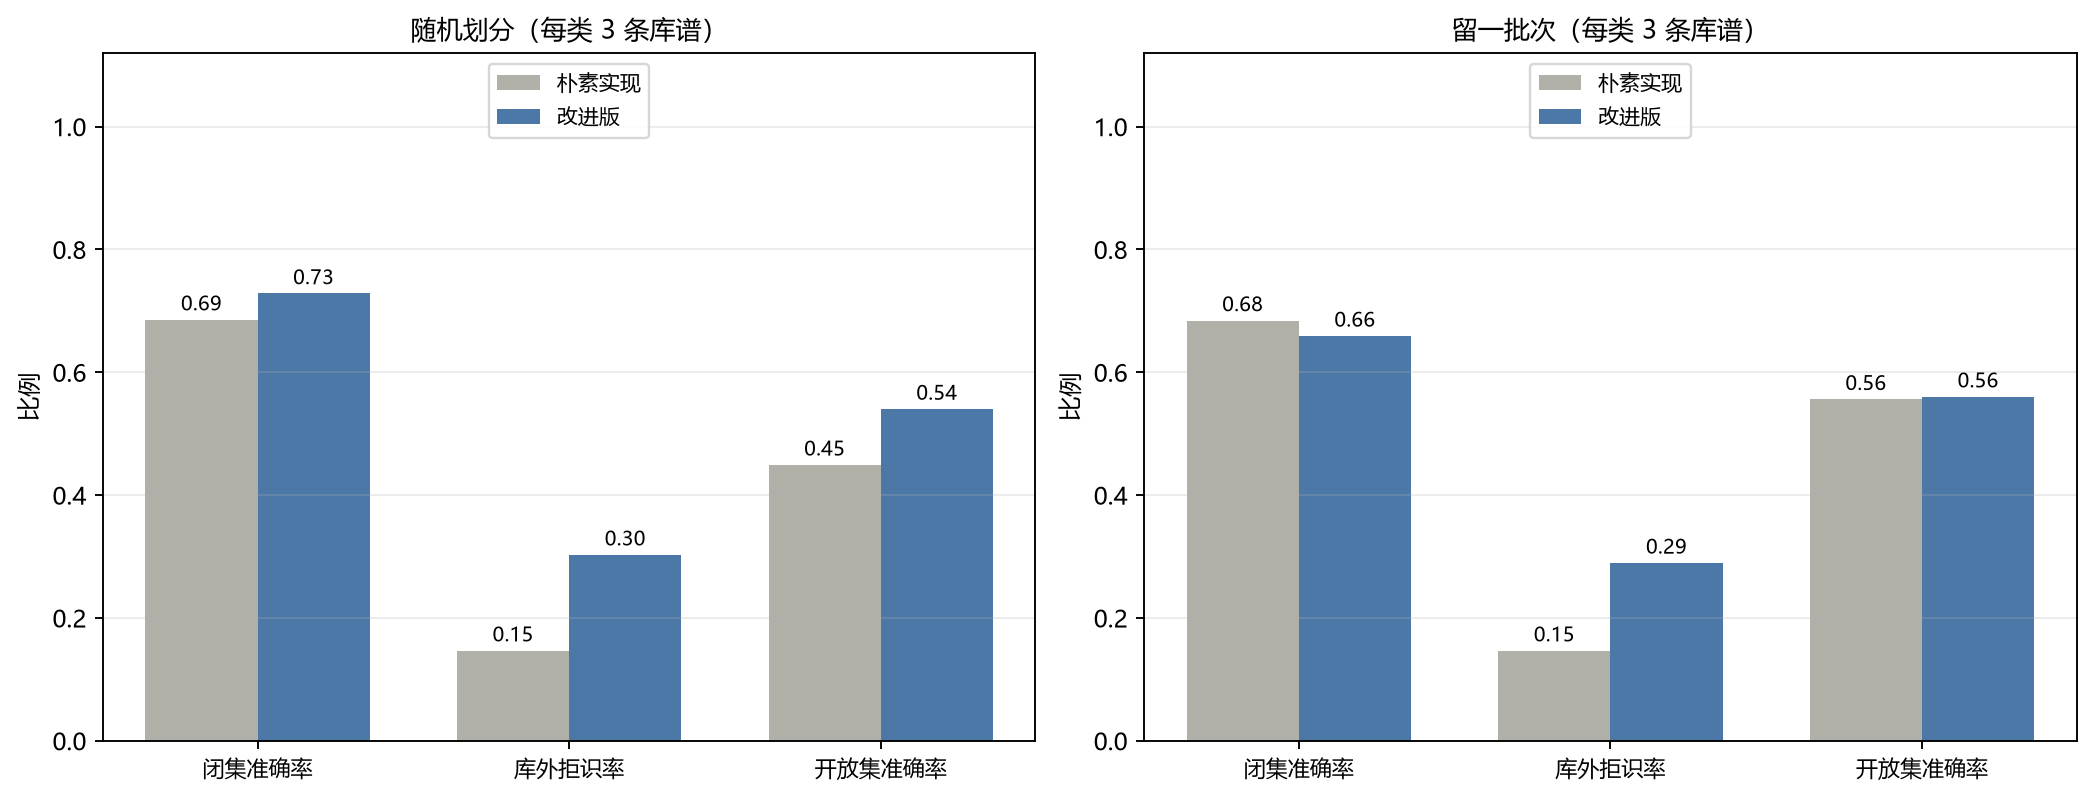 随机划分（每类 3 条库谱）
朴素实现
改进版
1.0
0.8
0.6
0.4
0.2
0.0
比例
0.69
0.73
0.15
0.30
0.45
0.54
闭集准确率
库外拒识率
开放集准确率
留一批次（每类 3 条库谱）
朴素实现
改进版
1.0
0.8
0.6
0.4
0.2
0.0
比例
0.68
0.66
0.15
0.29
0.56
0.56
闭集准确率
库外拒识率
开放集准确率